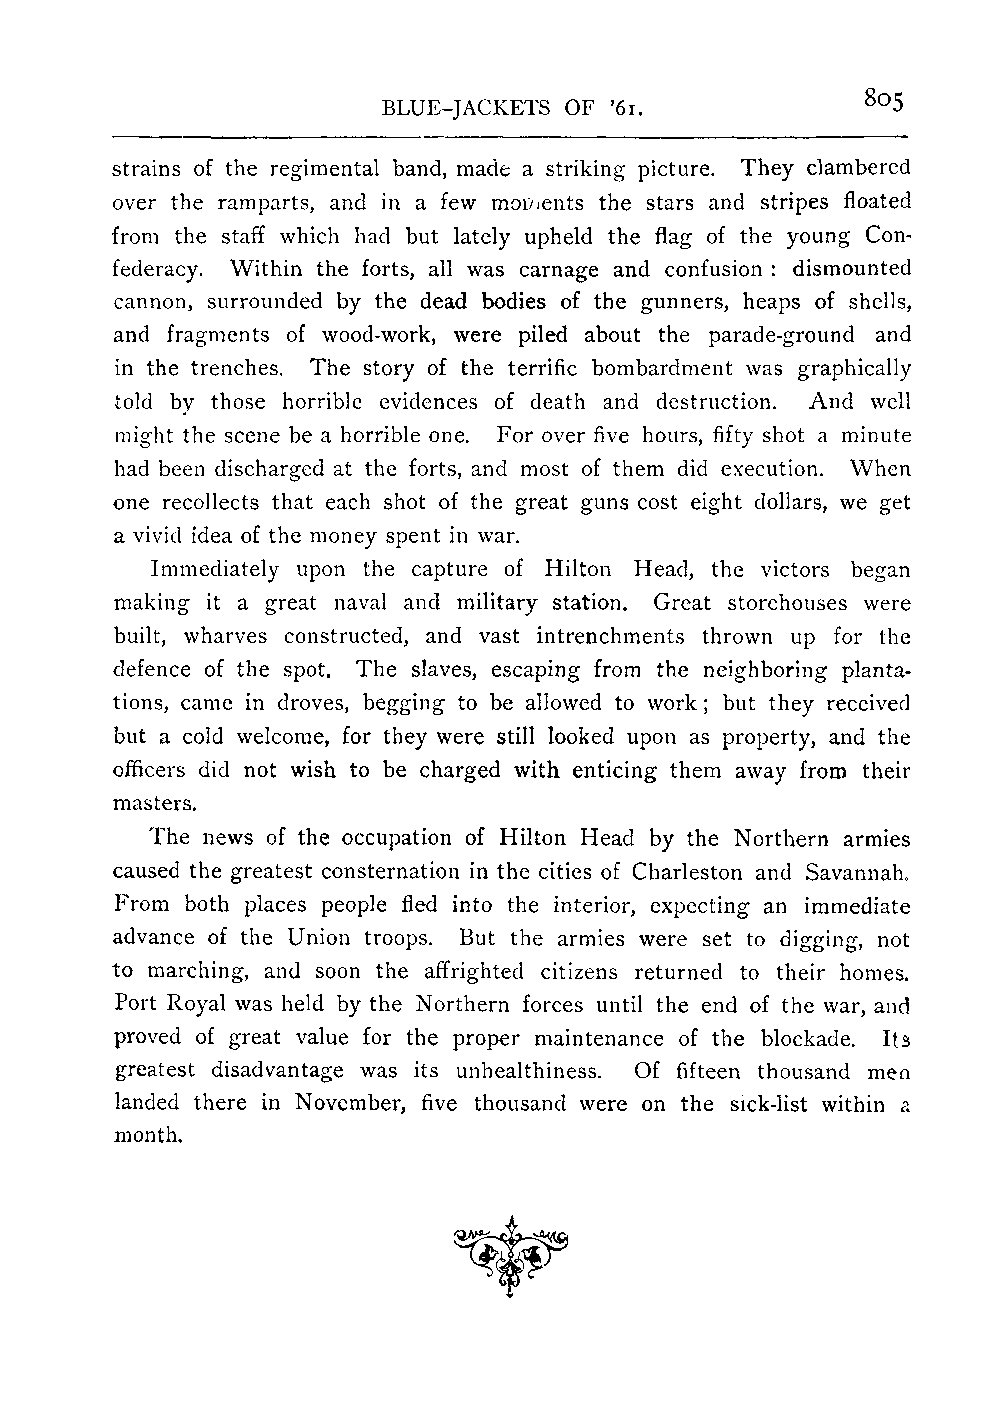 BLUE-JACKETS OF '61.
805
strains of the regimental band, made a striking picture. They clambered
over the ramparts, and in a few moments the stars and stripes floated
from the staff which had but lately upheld the flag of the young Con-
federacy. Within the forts, all was carnage and confusion : dismounted
cannon, surrounded by the dead bodies of the gunners, heaps of shells,
and fragments of wood-work, were piled about the parade-ground and
in the trenches. The story of the terrific bombardment was graphically
told by those horrible evidences of death and destruction. And well
might the scene be a horrible one. For over five hours, fifty shot a minute
had been discharged at the forts, and most of them did execution. When
one recollects that each shot of the great guns cost eight dollars, we get
a vivid idea of the money spent in war.
Immediately upon the capture of Hilton Head, the victors began
making it a great naval and military station. Great storehouses were
built, wharves constructed, and vast intrenchments thrown up for the
defence of the spot. The slaves, escaping from the neighboring planta-
tions, came in droves, begging to be allowed to work ; but they received
but a cold welcome, for they were still looked upon as property, and the
officers did not wish to be charged with enticing them away from their
masters.
The news of the occupation of Hilton Head by the Northern armies
caused the greatest consternation in the cities of Charleston and Savannah.
From both places people fled into the interior, expecting an immediate
advance of the Union troops. But the armies were set to digging, not
to marching, and soon the affrighted citizens returned to their homes.
Port Royal was held by the Northern forces until the end of the war, and
proved of great value for the proper maintenance of the blockade. Its
greatest disadvantage was its unhealthiness. Of fifteen thousand men
landed there in November, five thousand were on the sick-list within a
month.